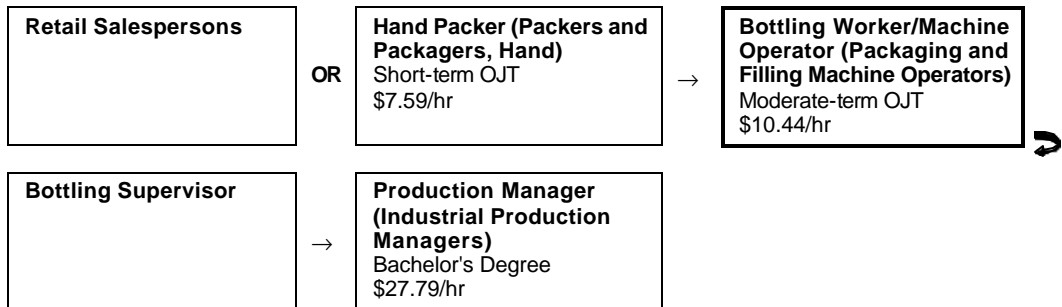 Retail Salespersons
OR
Hand Packer (Packers and
Packagers, Hand)
Short-term OJT
$7.59/hr
→
Bottling Worker/Machine
Operator (Packaging and
Filling Machine Operators)
Moderate-term OJT
$10.44/hr
Bottling Supervisor
→
Production Manager
(Industrial Production
Managers)
Bachelor's Degree
$27.79/hr